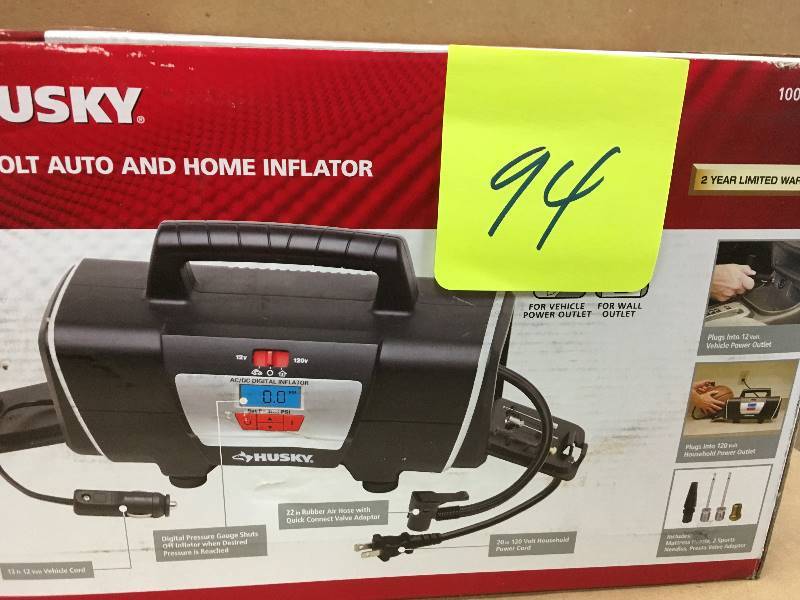 USKY®
OLT AUTO AND HOME INFLATOR
94
100
2 YEAR LIMITED WAR
FOR VEHICLE POWER OUTLET
FOR WALL OUTLET
12v
120v
AC/DC DIGITAL INFLATOR
0.0 PSI
PSI
HUSKY®
Plugs Into 12 Volt
Vehicle Power Outlet
Plugs Into 120 Volt
Household Power Outlet
Includes:
Mattress Nozzle, 2 Sports
Needles, Presta Valve Adaptor
22 in Rubber Air Hose with
Quick Connect Valve Adaptor
Digital Pressure Gauge Shuts
Off Inflator when Desired
Pressure is Reached
20 in 120 Volt Household
Power Cord
12 Volt Vehicle Cord